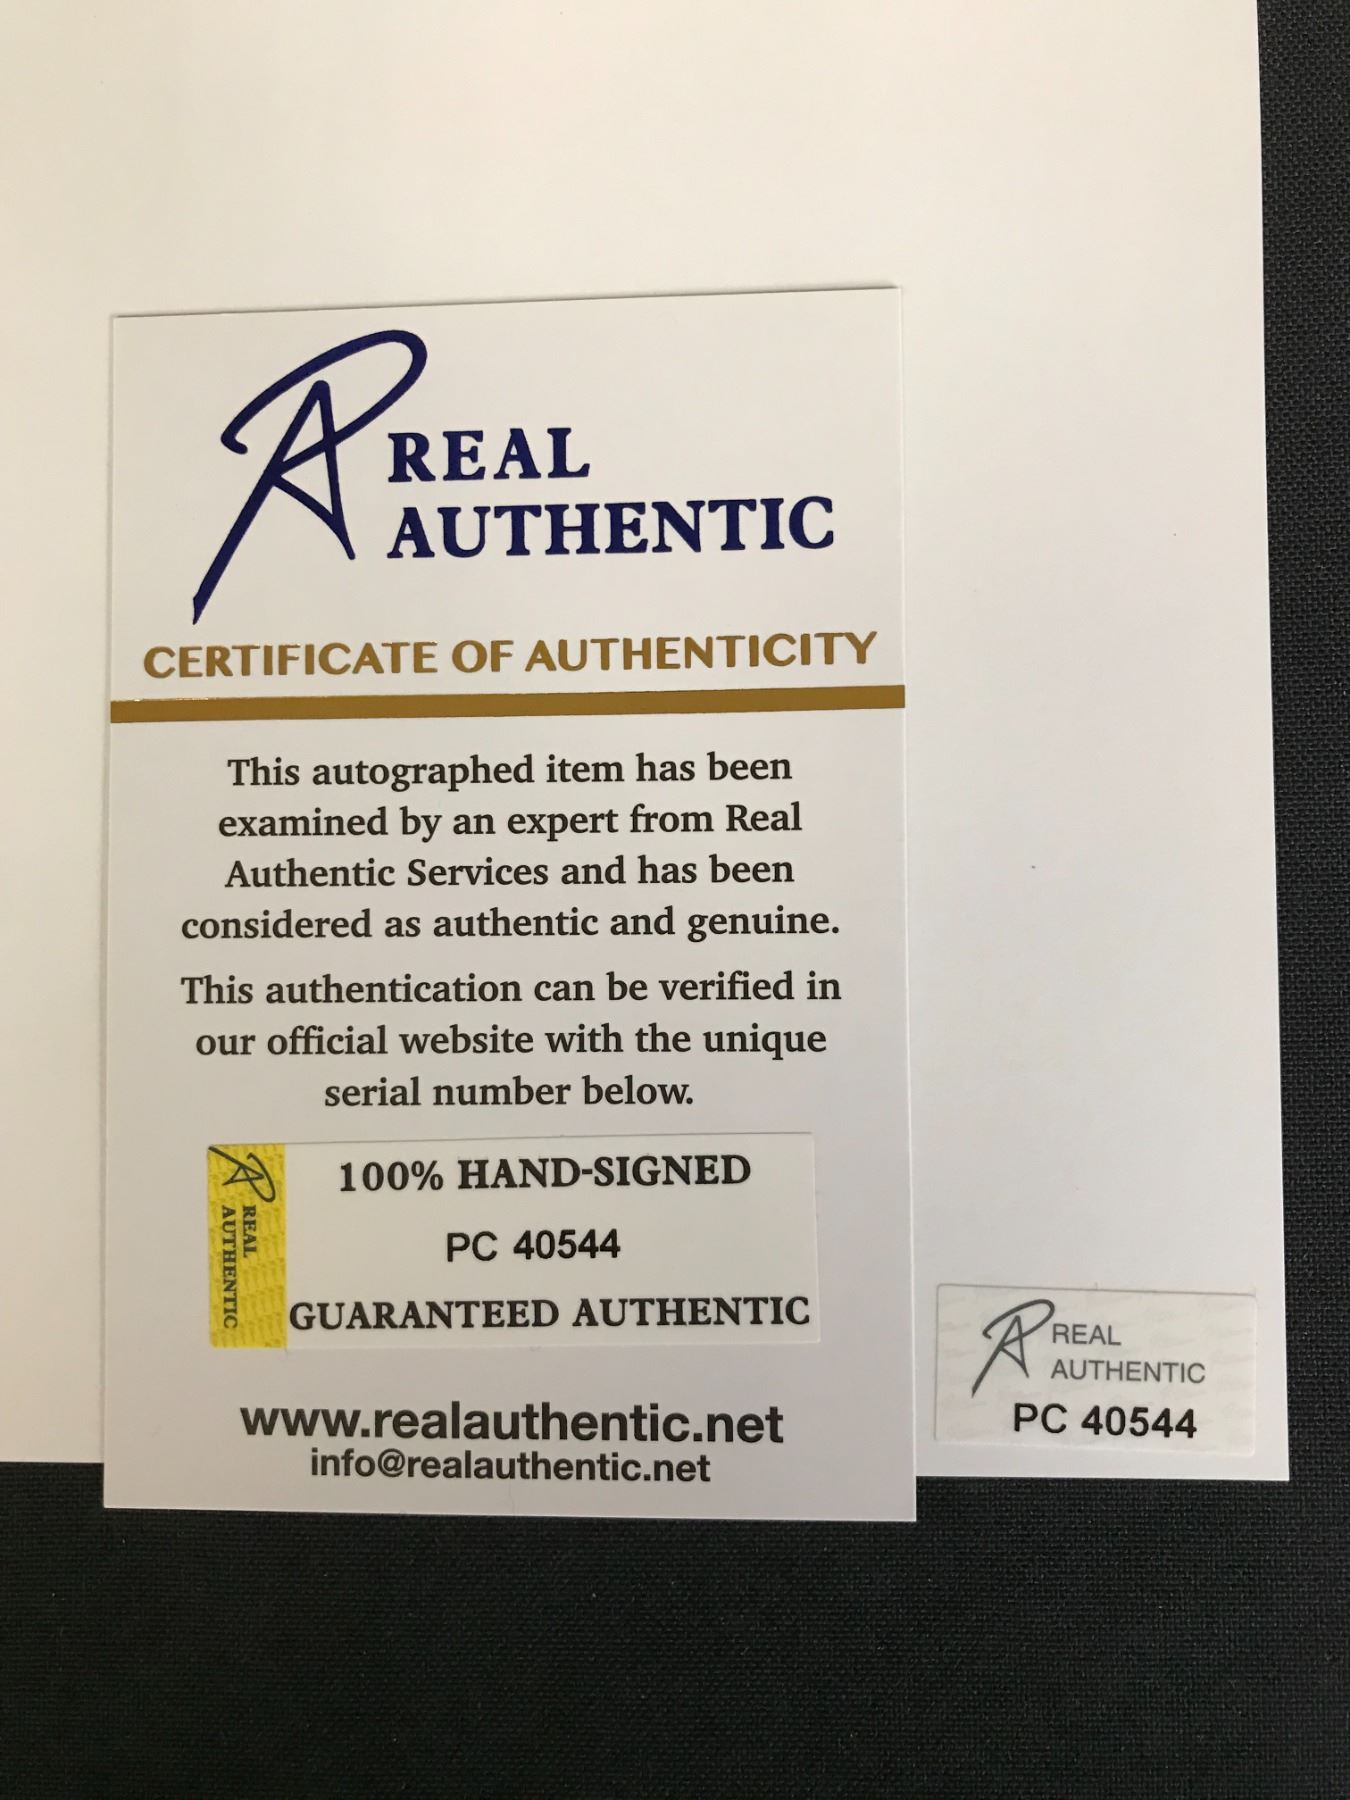 REAL
AUTHENTIC
CERTIFICATE OF AUTHENTICITY
This autographed item has been
examined by an expert from Real
Authentic Services and has been
considered as authentic and genuine.
This authentication can be verified in
our official website with the unique
serial number below.
REAL
AUTHENTIC
100% HAND-SIGNED
PC 40544
GUARANTEED AUTHENTIC
www.realauthentic.net
info@realauthentic.net
REAL
AUTHENTIC
PC 40544